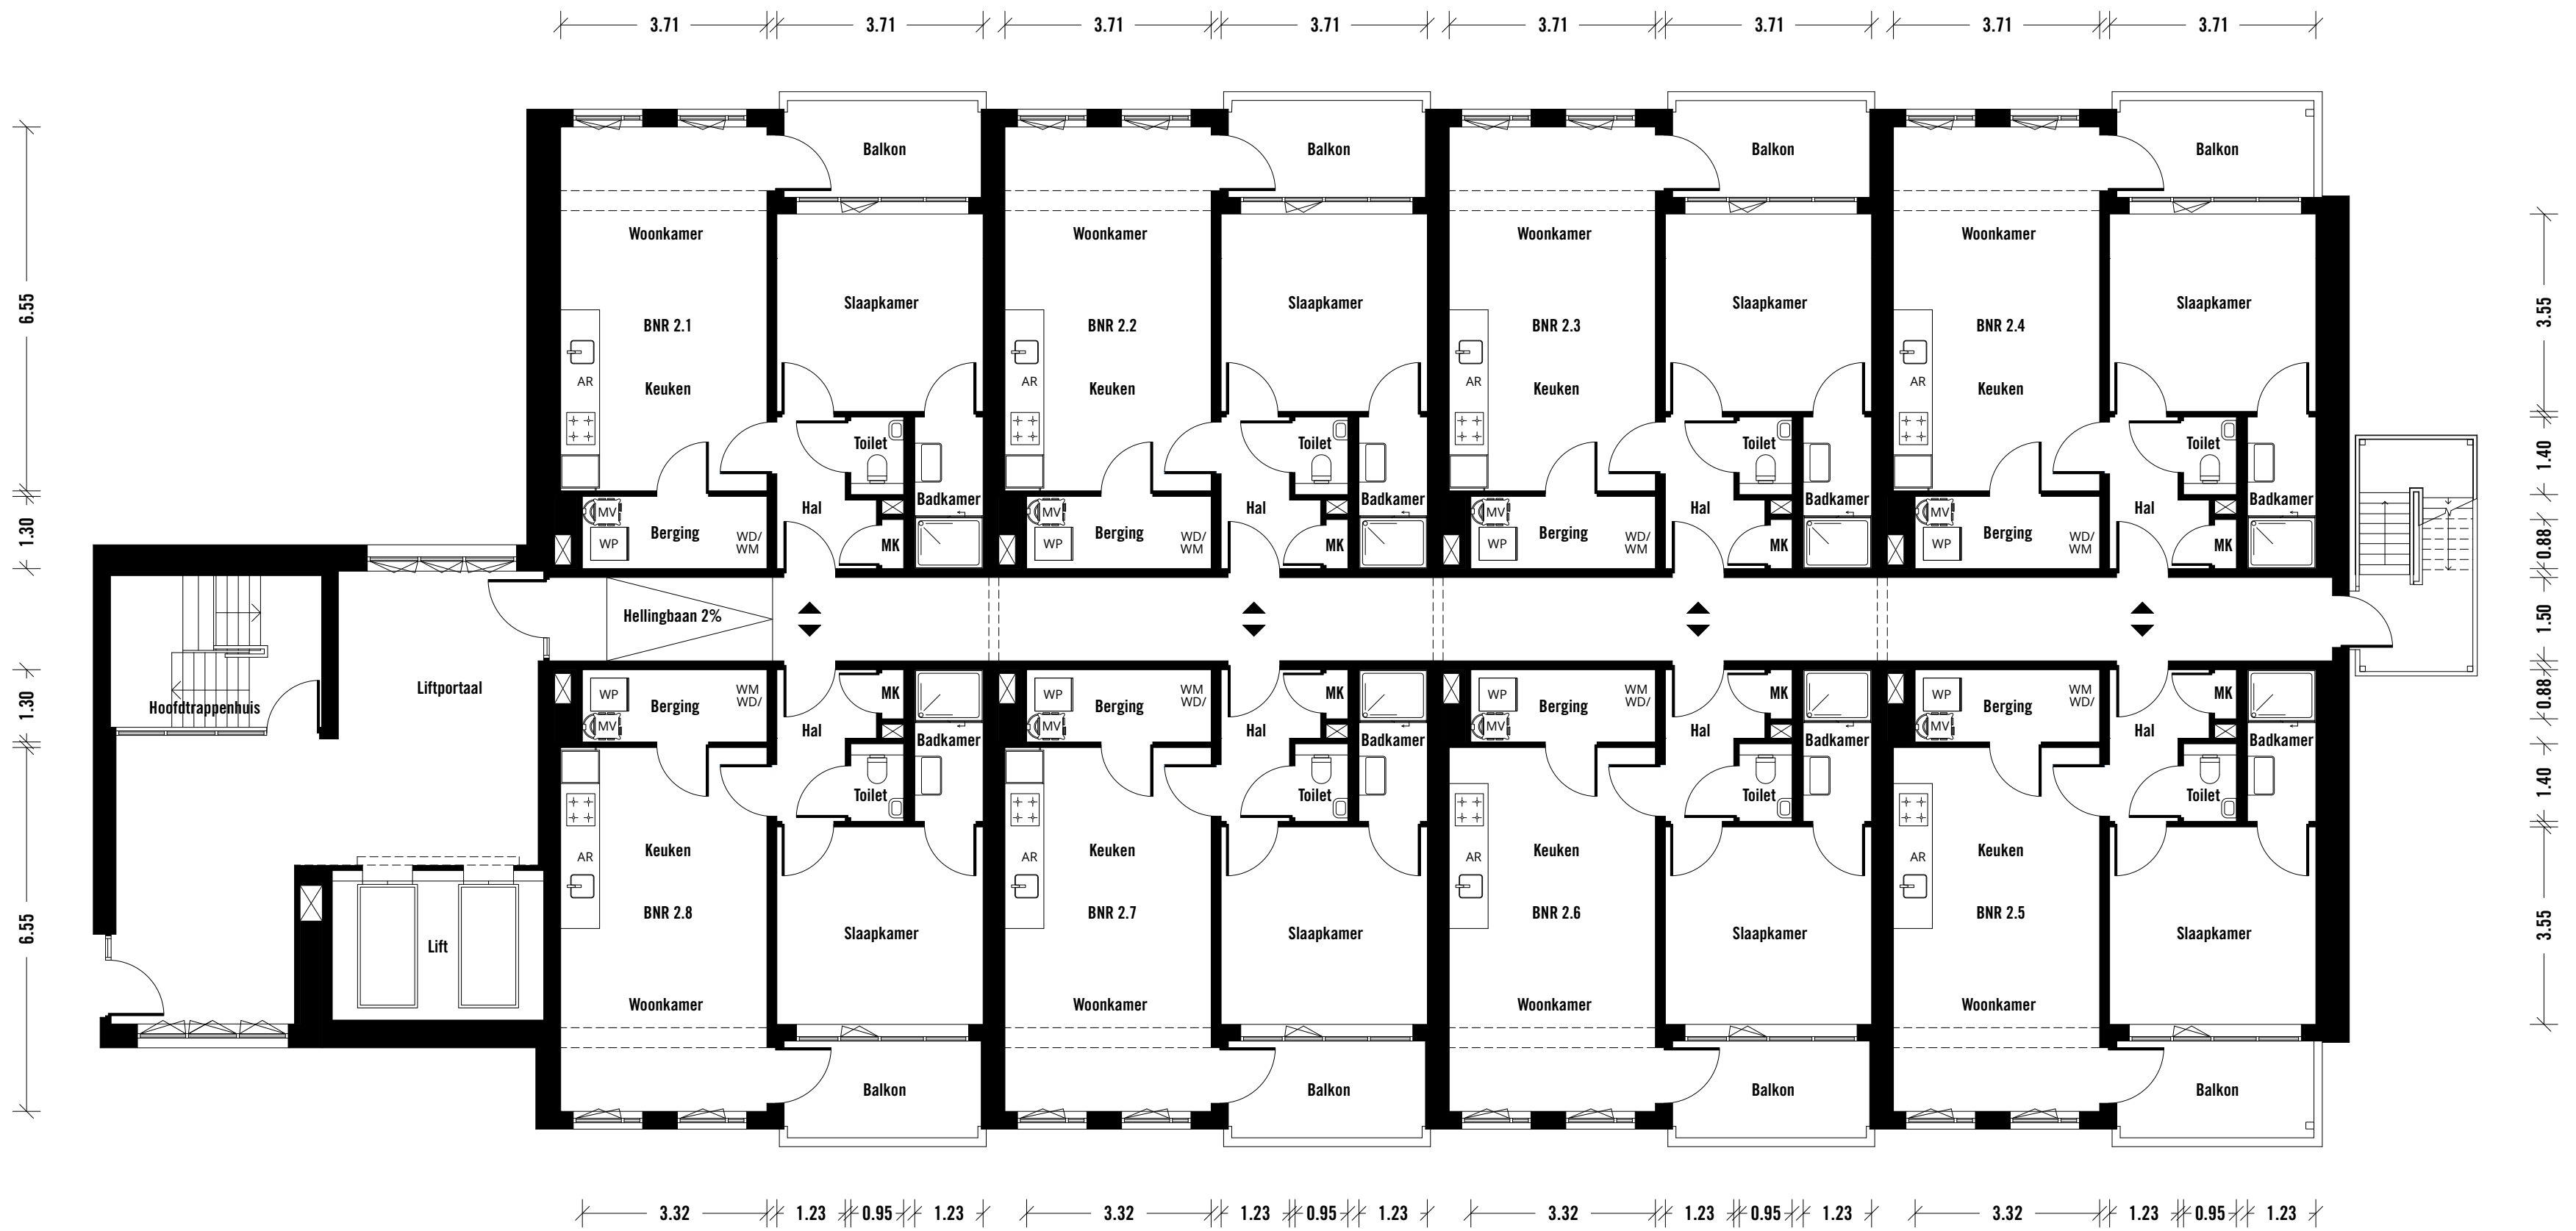 3.71 3.71 3.71 3.71 3.71 3.71 3.71 3.71
Balkon Balkon Balkon Balkon
Woonkamer Woonkamer Woonkamer Woonkamer
6.55 Slaapkamer Slaapkamer Slaapkamer Slaapkamer 3.55
BNR 2.1 BNR 2.2 BNR 2.3 BNR 2.4
AR AR AR AR
Keuken Keuken Keuken Keuken
Toilet Toilet Toilet Toilet 1.40
Badkamer Badkamer Badkamer Badkamer
MV Hal MV Hal MV Hal MV Hal
1.30 Berging Berging Berging Berging
WP WD/ MK WP WD/ MK WP WD/ MK WP WD/ MK 0.88
WM WM WM WM
Hellingbaan 2% 1.50
Liftportaal
WP WM MK WP WM MK WP WM MK WP WM MK 0.88
WD/ WD/ WD/ WD/
1.30 Hoofdtrappenhuis Berging Berging Berging Berging
MV Hal MV Hal MV Hal MV Hal
Badkamer Badkamer Badkamer Badkamer
Toilet Toilet Toilet Toilet 1.40
Keuken Keuken Keuken Keuken
AR AR AR AR
BNR 2.8 BNR 2.7 BNR 2.6 BNR 2.5
6.55 Slaapkamer Slaapkamer Slaapkamer Slaapkamer 3.55
Lift
Woonkamer Woonkamer Woonkamer Woonkamer
Balkon Balkon Balkon Balkon
3.32 1.23 0.95 1.23 3.32 1.23 0.95 1.23 3.32 1.23 0.95 1.23 3.32 1.23 0.95 1.23